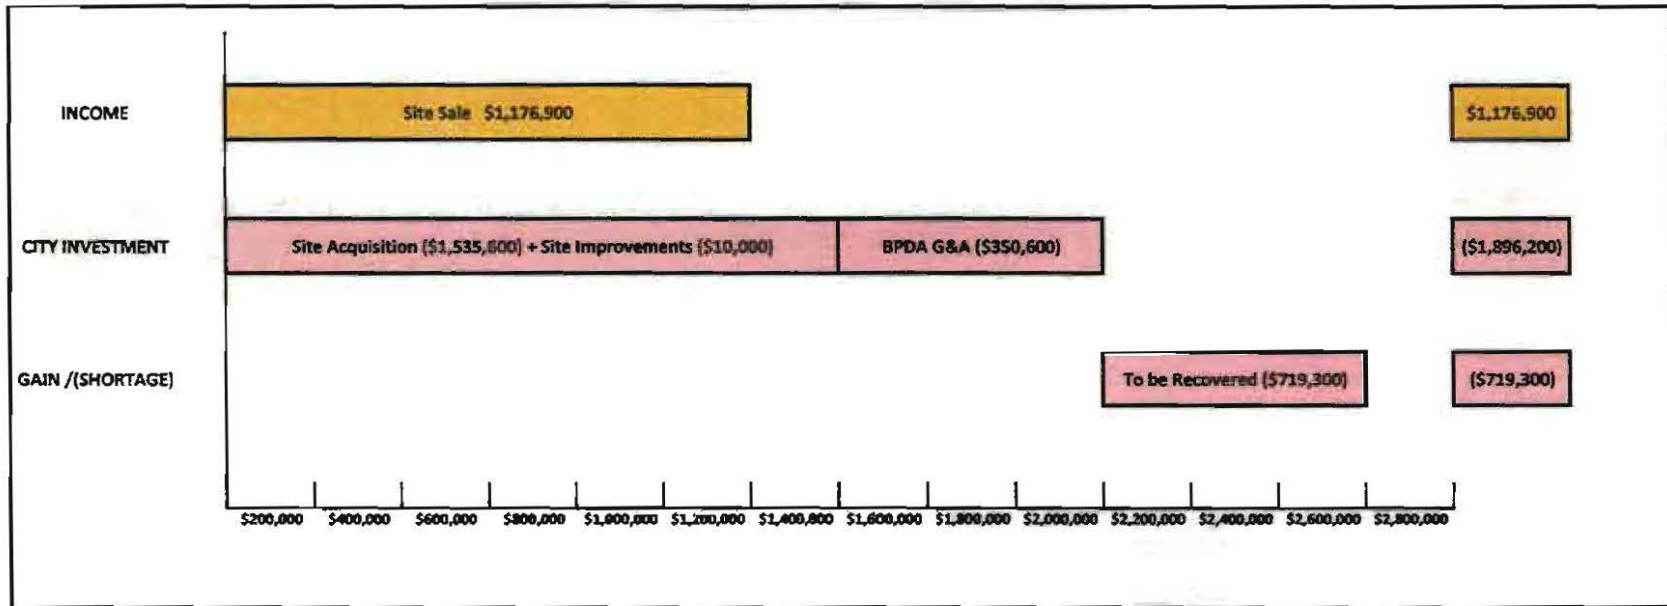 INCOME
Site Sale $1,176,900
$1,176,900
CITY INVESTMENT
Site Acquisition ($1,535,600) + Site Improvements ($10,000)
BPDA G&A ($350,600)
($1,896,200)
GAIN /(SHORTAGE)
To be Recovered ($719,300)
($719,300)
$200,000 $400,000 $600,000 $800,000 $1,000,000 $1,200,000 $1,400,000 $1,600,000 $1,800,000 $2,000,000 $2,200,000 $2,400,000 $2,600,000 $2,800,000